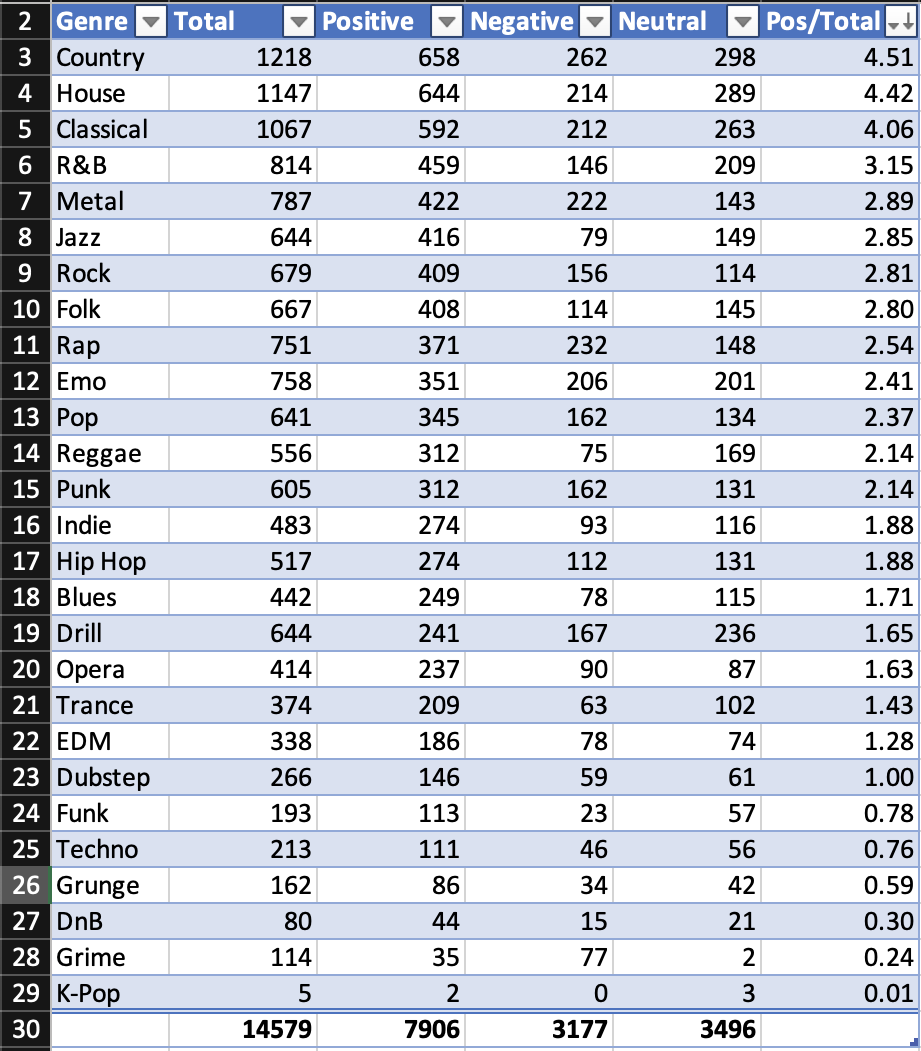 2 Genre Total Positive Negative Neutral Pos/Total
3 Country 1218 658 262 298 4.51
4 House 1147 644 214 289 4.42
5 Classical 1067 592 212 263 4.06
6 R&B 814 459 146 209 3.15
7 Metal 787 422 222 143 2.89
8 Jazz 644 416 79 149 2.85
9 Rock 679 409 156 114 2.81
10 Folk 667 408 114 145 2.80
11 Rap 751 371 232 148 2.54
12 Emo 758 351 206 201 2.41
13 Pop 641 345 162 134 2.37
14 Reggae 556 312 75 169 2.14
15 Punk 605 312 162 131 2.14
16 Indie 483 274 93 116 1.88
17 Hip Hop 517 274 112 131 1.88
18 Blues 442 249 78 115 1.71
19 Drill 644 241 167 236 1.65
20 Opera 414 237 90 87 1.63
21 Trance 374 209 63 102 1.43
22 EDM 338 186 78 74 1.28
23 Dubstep 266 146 59 61 1.00
24 Funk 193 113 23 57 0.78
25 Techno 213 111 46 56 0.76
26 Grunge 162 86 34 42 0.59
27 DnB 80 44 15 21 0.30
28 Grime 114 35 77 2 0.24
29 K-Pop 5 2 0 3 0.01
30 14579 7906 3177 3496